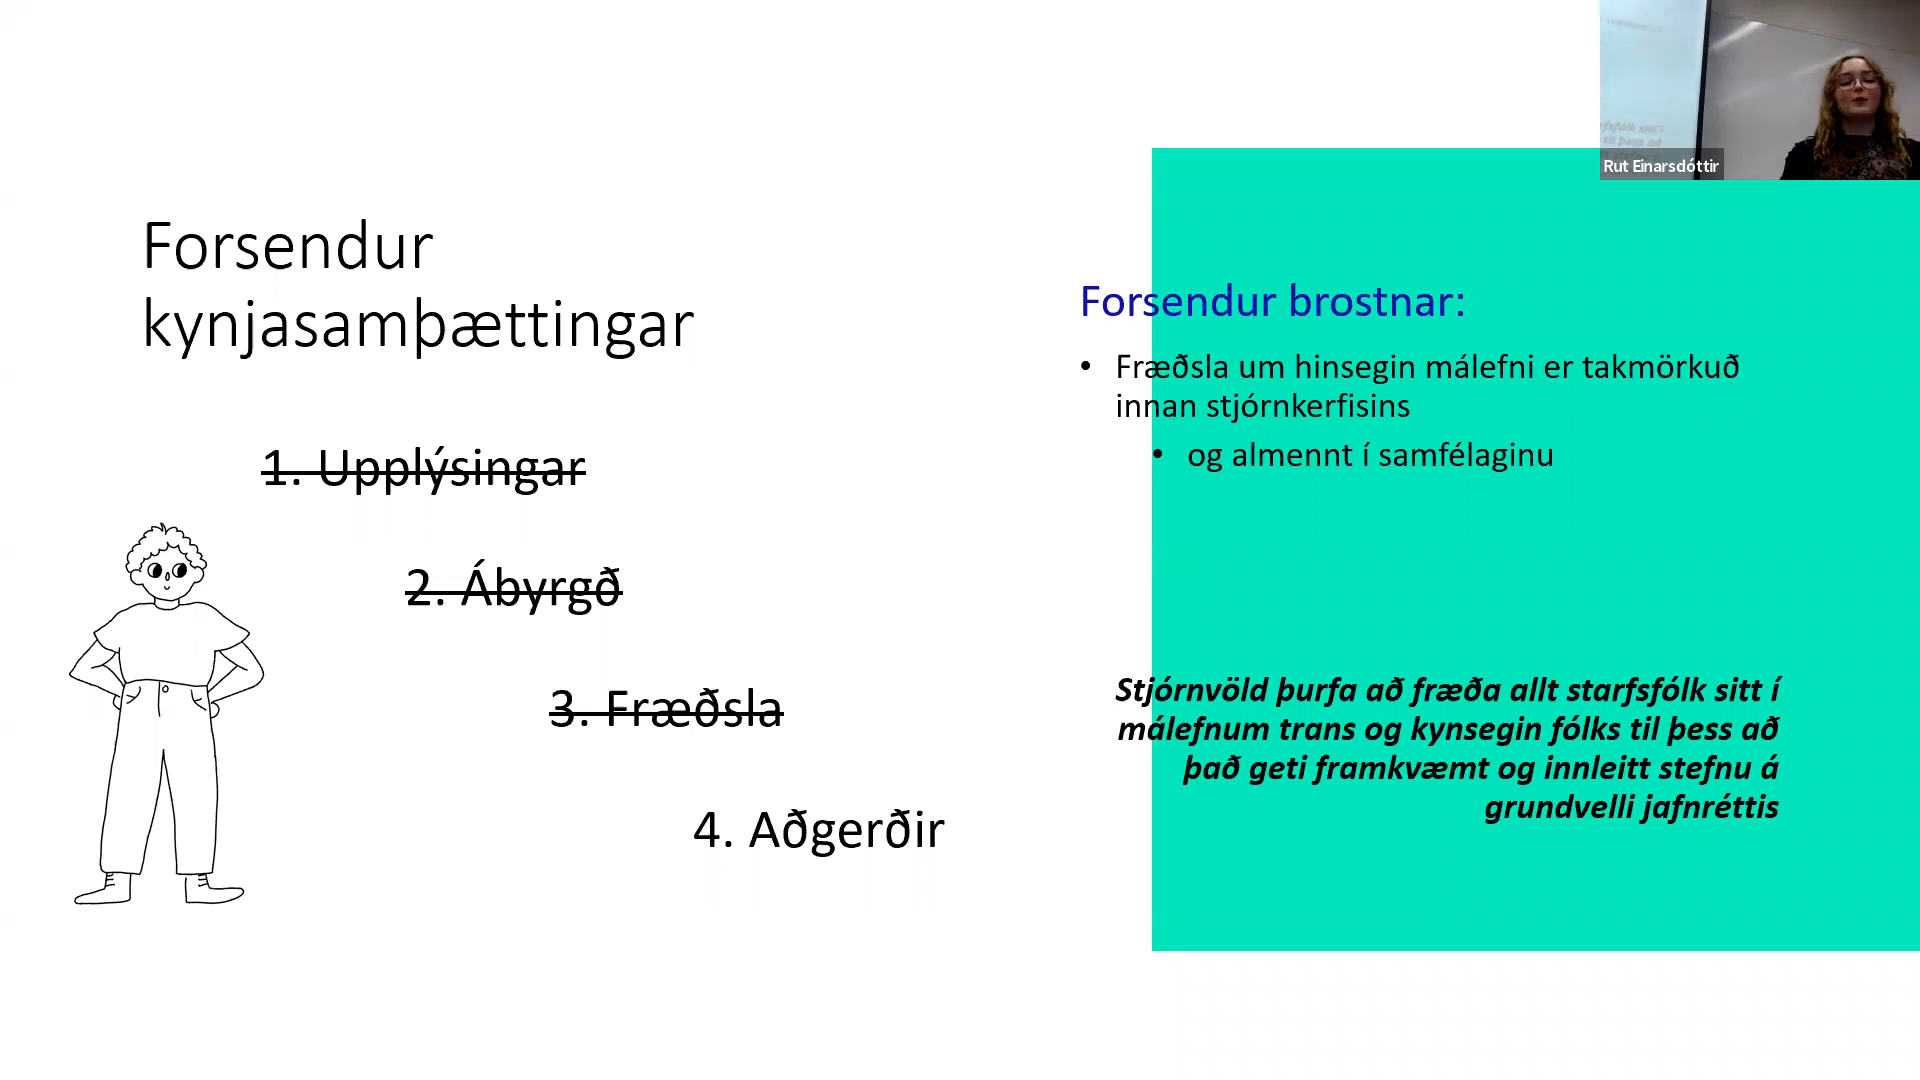 Forsendur
kynjasamþættingar
1. Upplýsingar
2. Ábyrgð
3. Fræðsla
4. Aðgerðir
Forsendur brostnar:
• Fræðsla um hinsegin málefni er takmörkuð
innan stjórnkerfisins
• og almennt í samfélaginu
Stjórnvöld þurfa að fræða allt starfsfólk sitt í
málefnum trans og kynsegin fólks til þess að
það geti framkvæmt og innleitt stefnu á
grundvelli jafnréttis
Rut Einarsdóttir